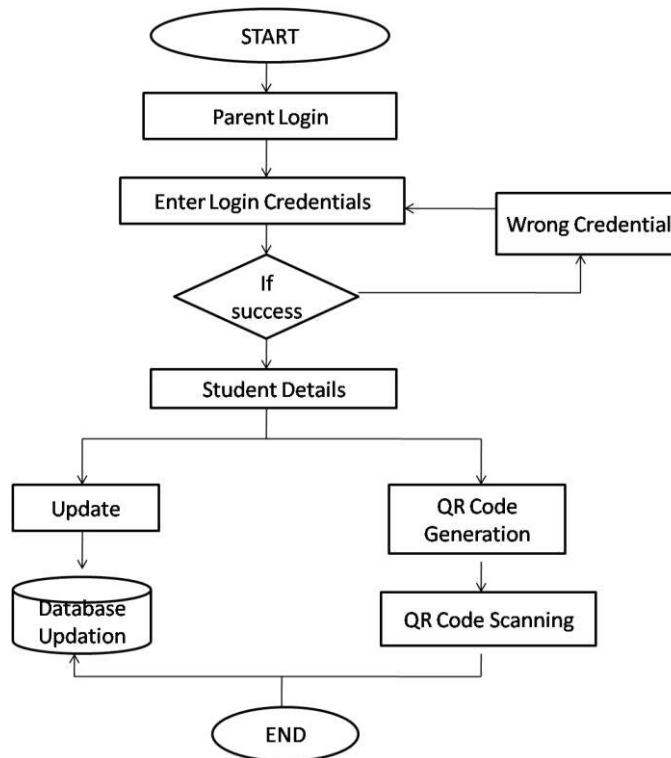 START
Parent Login
Enter Login Credentials
Wrong Credential
If
success
Student Details
Update
QR Code
Generation
Database
Updation
QR Code Scanning
END